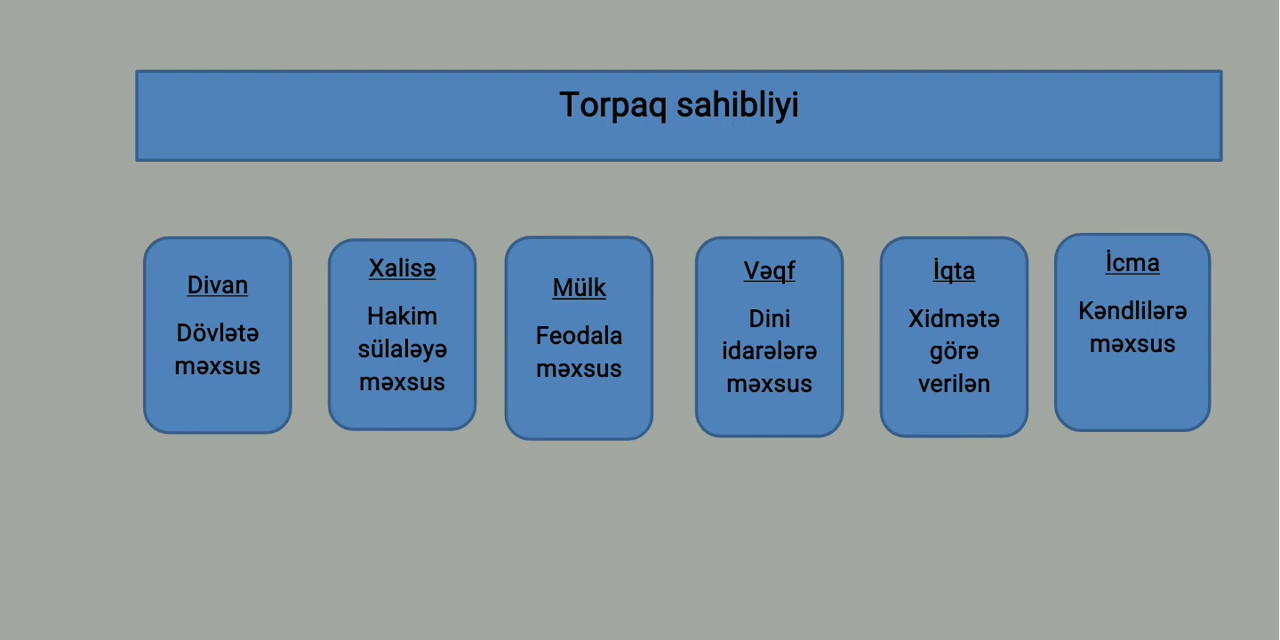 Torpaq sahibliyi
Divan
Dövlətə
məxsus
Xalisə
Hakim
sülaləyə
məxsus
Mülk
Feodala
məxsus
Vəqf
Dini
idarələrə
məxsus
İqta
Xidmətə
görə
verilən
İcma
Kəndlilərə
məxsus